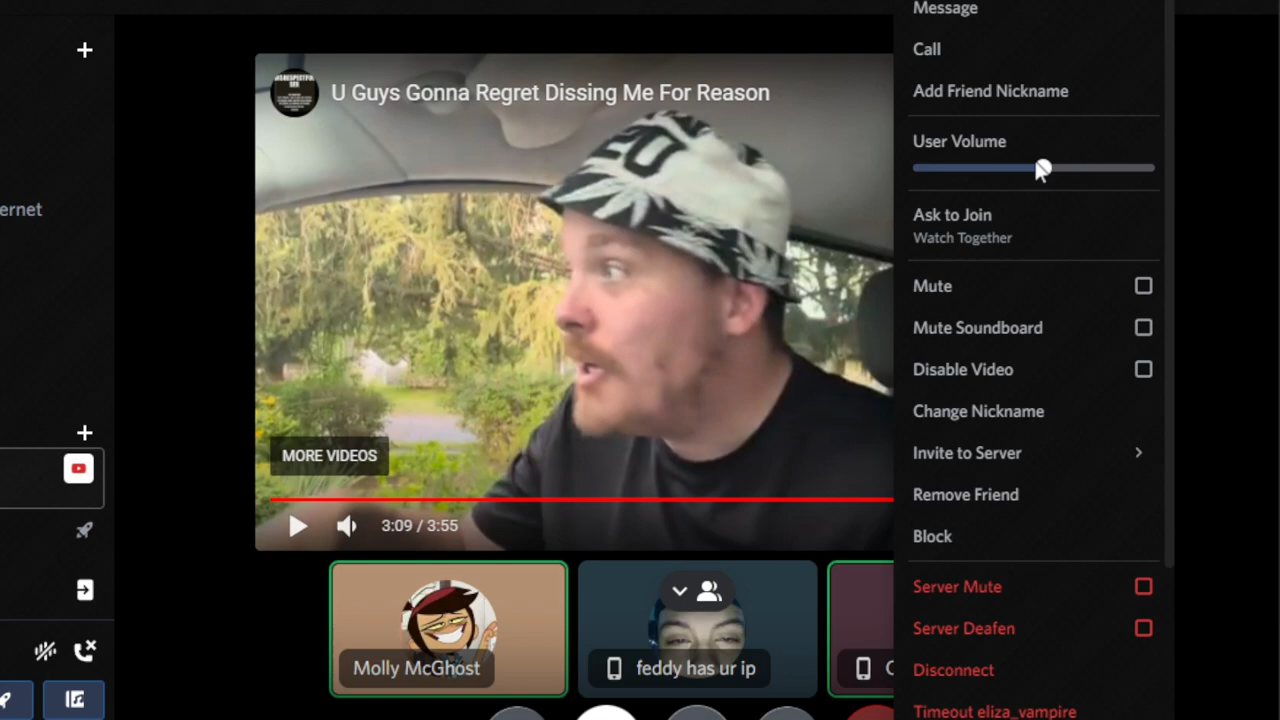 ernet
U Guys Gonna Regret Dissing Me For Reason
20
MORE VIDEOS
3:09 / 3:55
Molly McGhost
feddy has ur ip
Message
Call
Add Friend Nickname
User Volume
Ask to Join
Watch Together
Mute
Mute Soundboard
Disable Video
Change Nickname
Invite to Server
Remove Friend
Block
Server Mute
Server Deafen
Disconnect
Timeout eliza_vampire